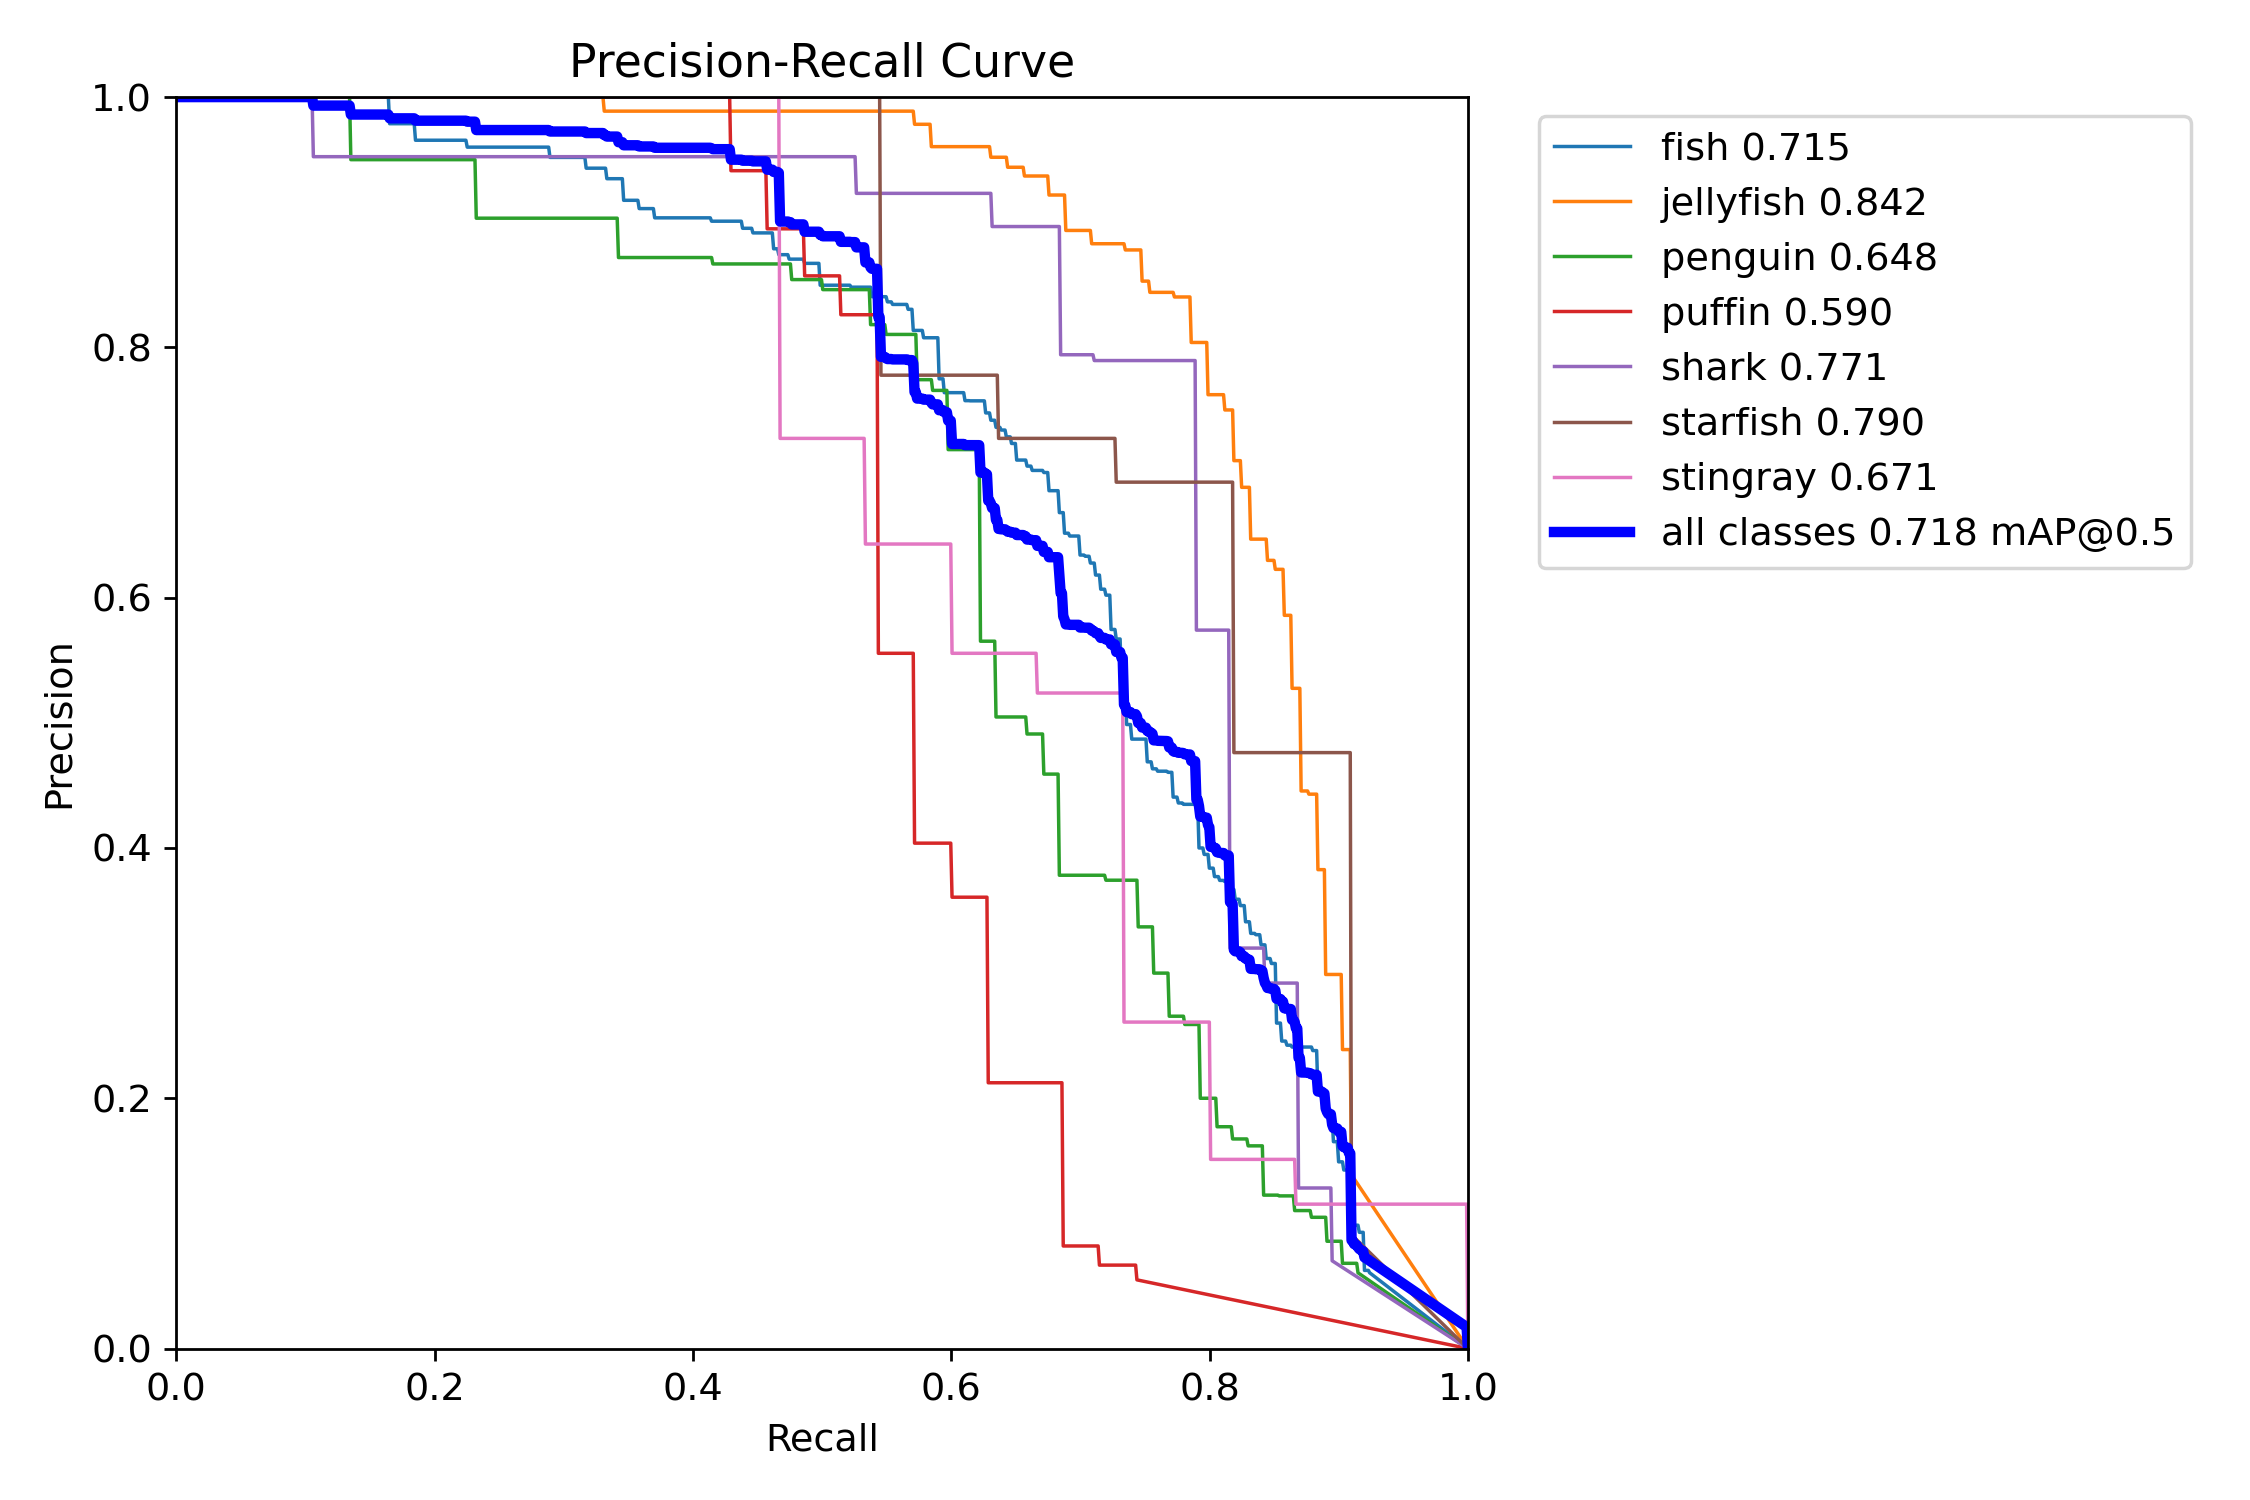 Precision-Recall Curve
1.0
0.8
0.6
0.4
0.2
0.0
Precision
0.0 0.2 0.4 0.6 0.8 1.0
Recall
fish 0.715
jellyfish 0.842
penguin 0.648
puffin 0.590
shark 0.771
starfish 0.790
stingray 0.671
all classes 0.718 mAP@0.5